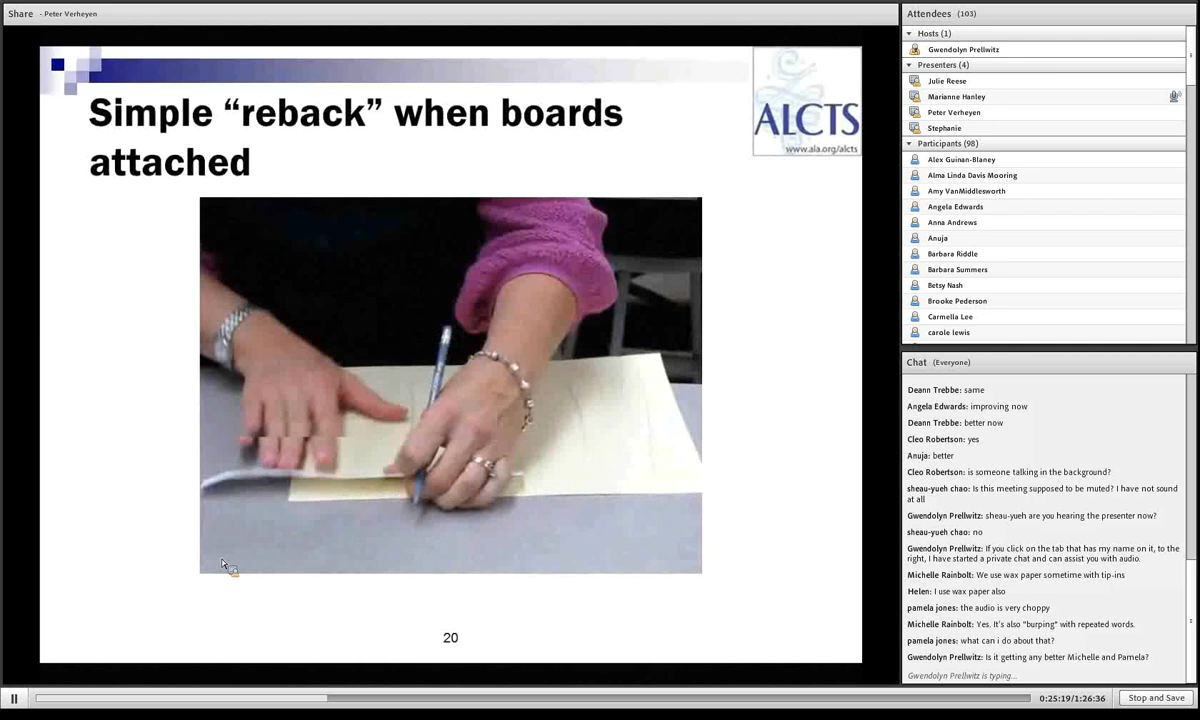 Share - Peter Verheyen
Simple “reback” when boards
attached
ALCTS
www.ala.org/alcts
20
Attendees (103)
Hosts (1)
Gwendolyn Prellwitz
Presenters (4)
Julie Reese
Marianne Hanley
Peter Verheyen
Stephanie
Participants (98)
Alex Guinan-Blaney
Alma Linda Davis Mooring
Amy VanMiddlesworth
Angela Edwards
Anna Andrews
Anuja
Barbara Riddle
Barbara Summers
Betsy Nash
Brooke Pederson
Carmella Lee
carole lewis
Chat (Everyone)
Deann Trebbe: same
Angela Edwards: improving now
Deann Trebbe: better now
Cleo Robertson: yes
Anuja: better
Cleo Robertson: is someone talking in the background?
sheau-yueh chao: Is this meeting supposed to be muted? I have not sound
at all
Gwendolyn Prellwitz: sheau-yueh are you hearing the presenter now?
sheau-yueh chao: no
Gwendolyn Prellwitz: If you click on the tab that has my name on it, to the
right, I have started a private chat and can assist you with audio.
Michelle Rainbolt: We use wax paper sometime with tip-ins
Helen: I use wax paper also
pamela jones: the audio is very choppy
Michelle Rainbolt: Yes. It's also "burping" with repeated words.
pamela jones: what can i do about that?
Gwendolyn Prellwitz: Is it getting any better Michelle and Pamela?
Gwendolyn Prellwitz is typing...
0:25:19/1:26:36
Stop and Save